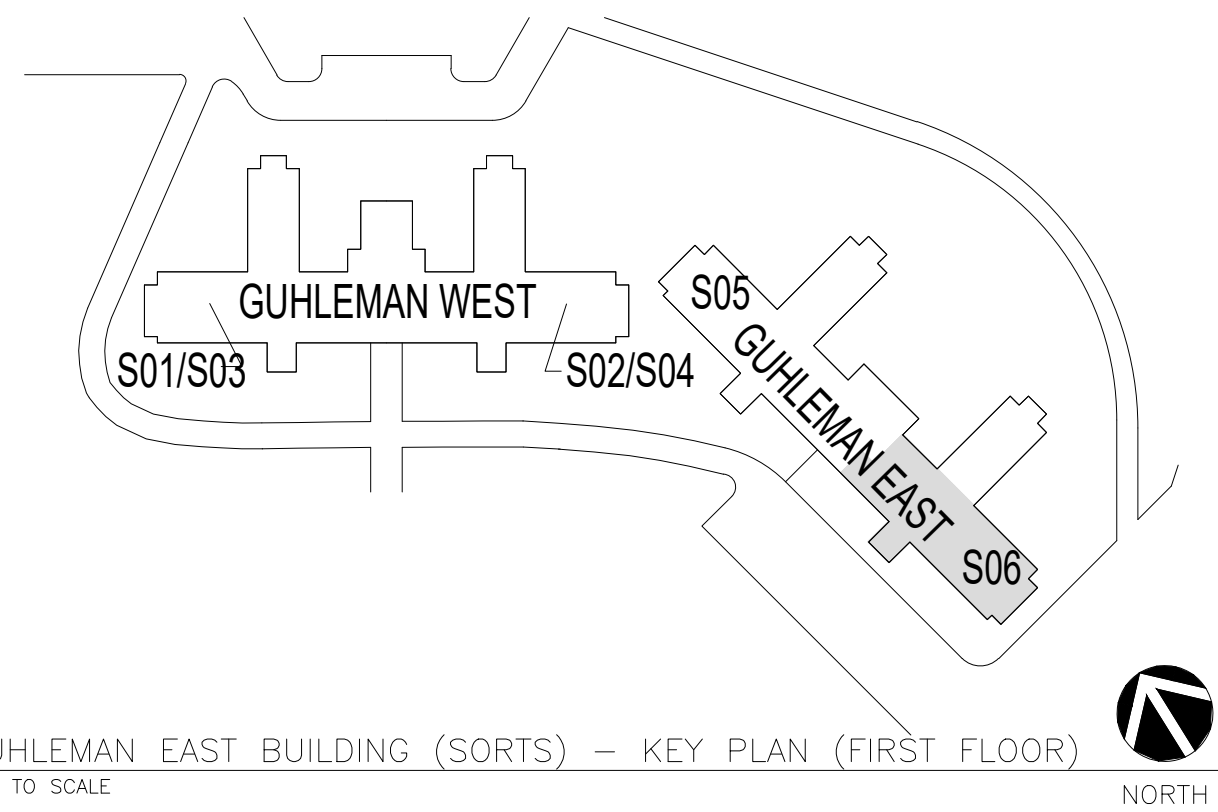 GUHLEMAN WEST
S01/S03
S02/S04
S05
GUHLEMAN EAST
S06
UHLEMAN EAST BUILDING (SORTS) – KEY PLAN (FIRST FLOOR)
TO SCALE
NORTH